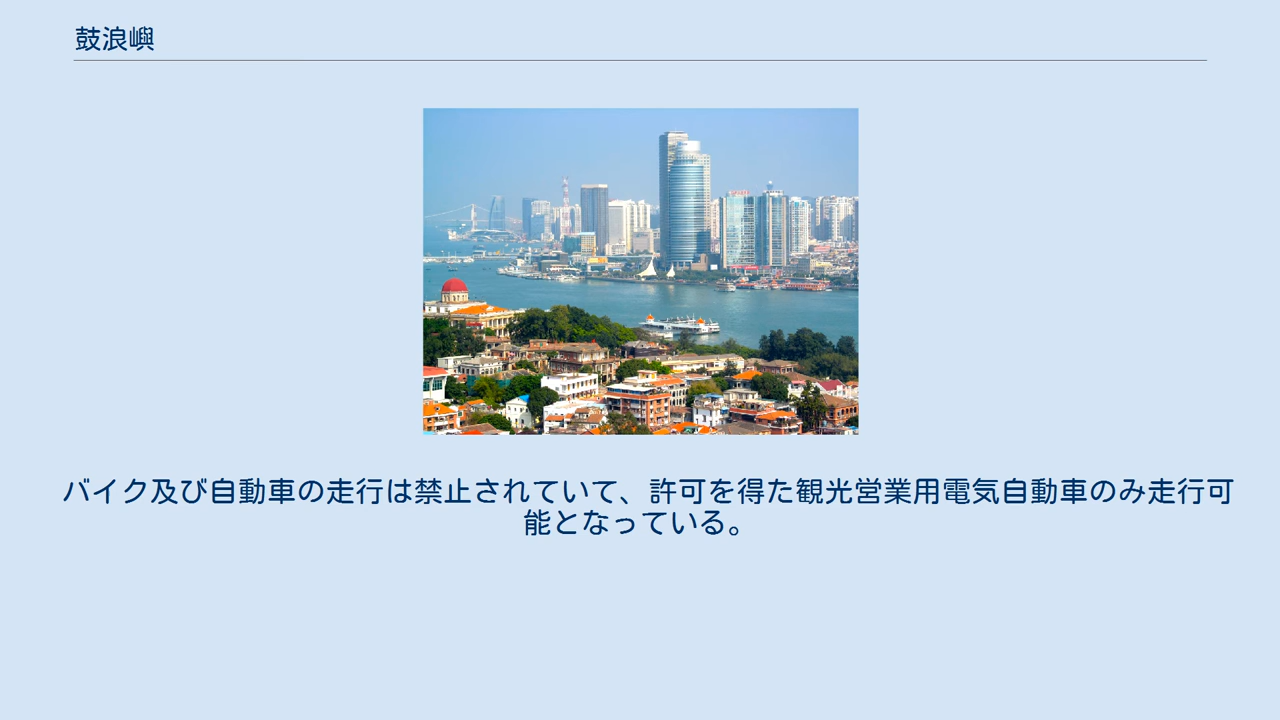 鼓浪嶼
バイク及び自動車の走行は禁止されていて、許可を得た観光営業用電気自動車のみ走行可
能となっている。